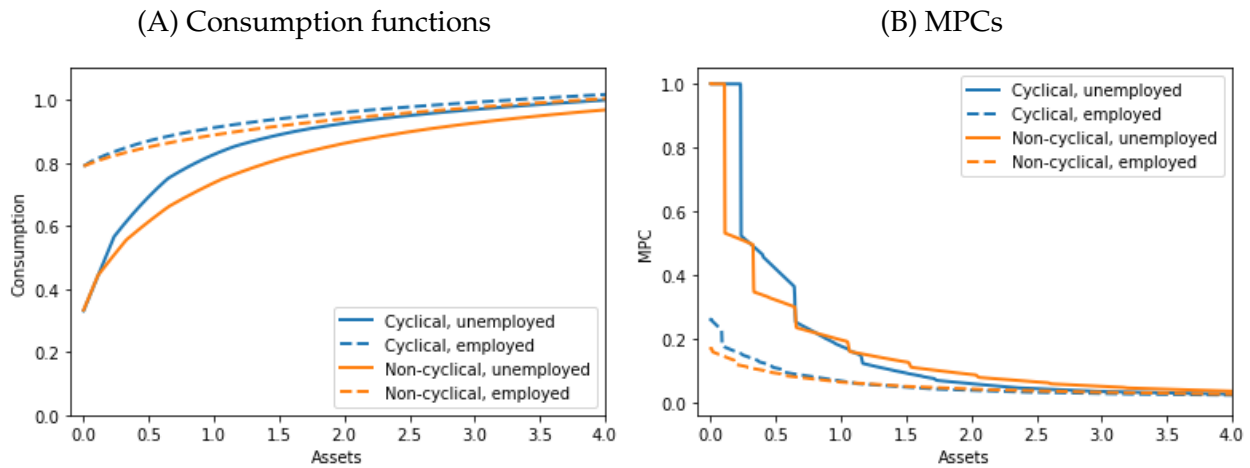 (A) Consumption functions
Consumption
1.0
0.8
0.6
0.4
0.2
0.0
0.0 0.5 1.0 1.5 2.0 2.5 3.0 3.5 4.0
Assets
Cyclical, unemployed
Cyclical, employed
Non-cyclical, unemployed
Non-cyclical, employed
(B) MPCs
MPC
1.0
0.8
0.6
0.4
0.2
0.0
0.0 0.5 1.0 1.5 2.0 2.5 3.0 3.5 4.0
Assets
Cyclical, unemployed
Cyclical, employed
Non-cyclical, unemployed
Non-cyclical, employed